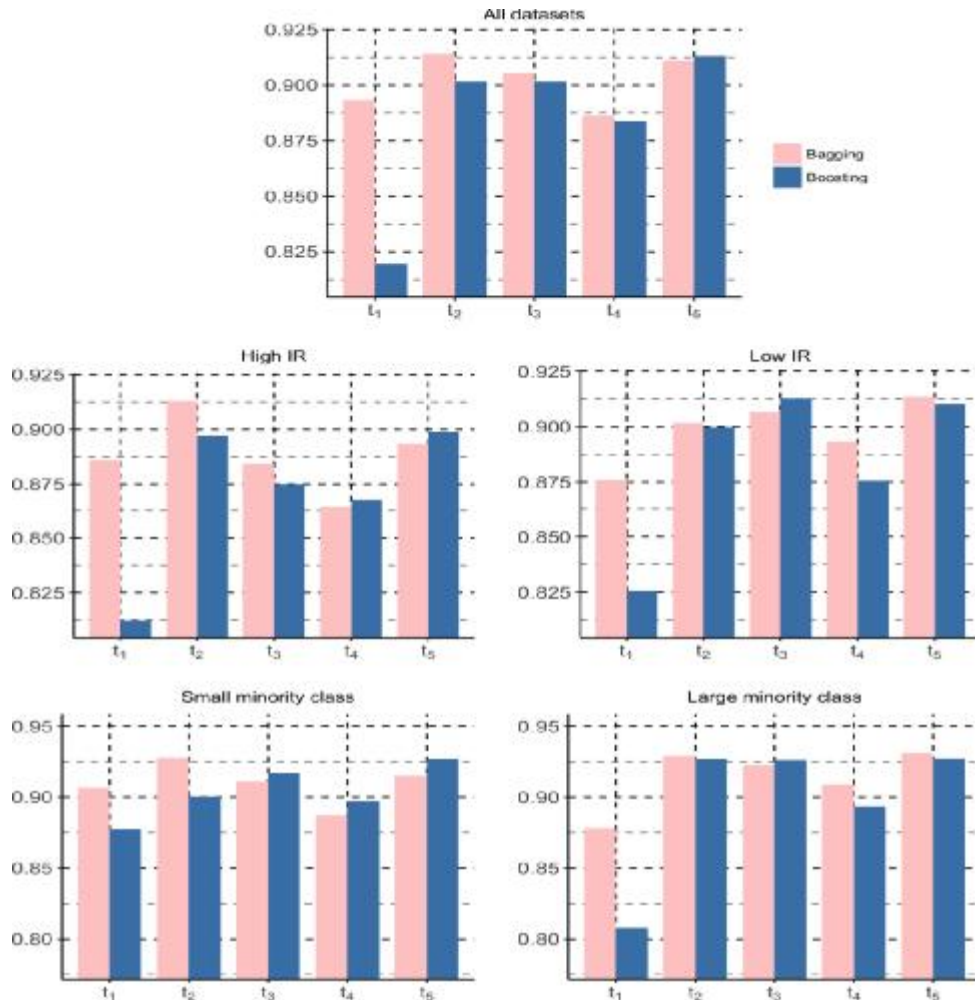 All datasets
0.925
0.900
0.875
0.850
0.825
t₁ t₂ t₃ t₄ t₅
Bagging
Boosting
High IR
0.925
0.900
0.875
0.850
0.825
t₁ t₂ t₃ t₄ t₅
Low IR
0.925
0.900
0.875
0.850
0.825
t₁ t₂ t₃ t₄ t₅
Small minority class
0.95
0.90
0.85
0.80
t₁ t₂ t₃ t₄ t₅
Large minority class
0.95
0.90
0.85
0.80
t₁ t₂ t₃ t₄ t₅